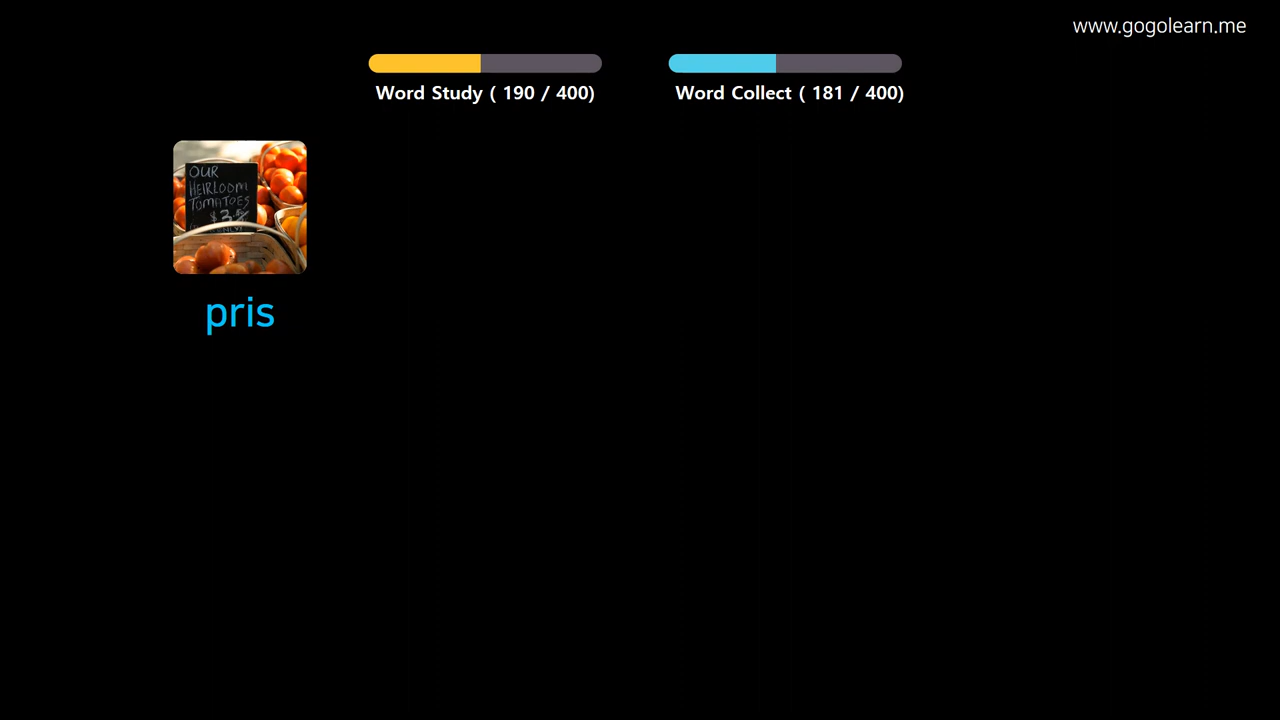 www.gogolearn.me
Word Study ( 190 / 400)
Word Collect ( 181 / 400)
OUR
HEIRLOOM
TOMATOES
pris